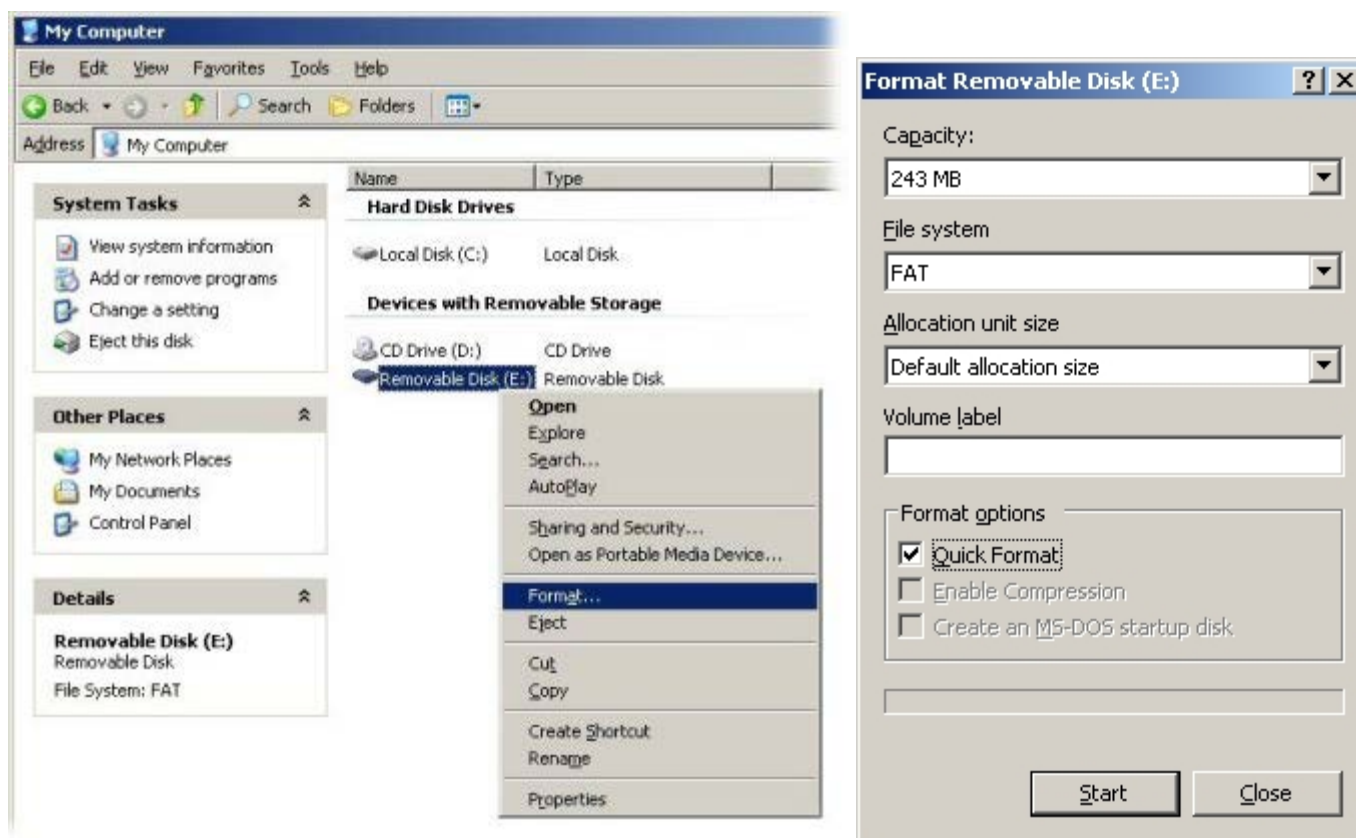 My Computer
File Edit View Favorites Tools Help
Back Search Folders
Address My Computer
System Tasks
View system information
Add or remove programs
Change a setting
Eject this disk
Other Places
My Network Places
My Documents
Control Panel
Details
Removable Disk (E:)
Removable Disk
File System: FAT
Name Type
Hard Disk Drives
Local Disk (C:) Local Disk
Devices with Removable Storage
CD Drive (D:) CD Drive
Removable Disk (E:) Removable Disk
Open
Explore
Search...
AutoPlay
Sharing and Security...
Open as Portable Media Device...
Format...
Eject
Cut
Copy
Create Shortcut
Rename
Properties
Format Removable Disk (E:)
Capacity:
243 MB
File system
FAT
Allocation unit size
Default allocation size
Volume label
Format options
Quick Format
Enable Compression
Create an MS-DOS startup disk
Start Close